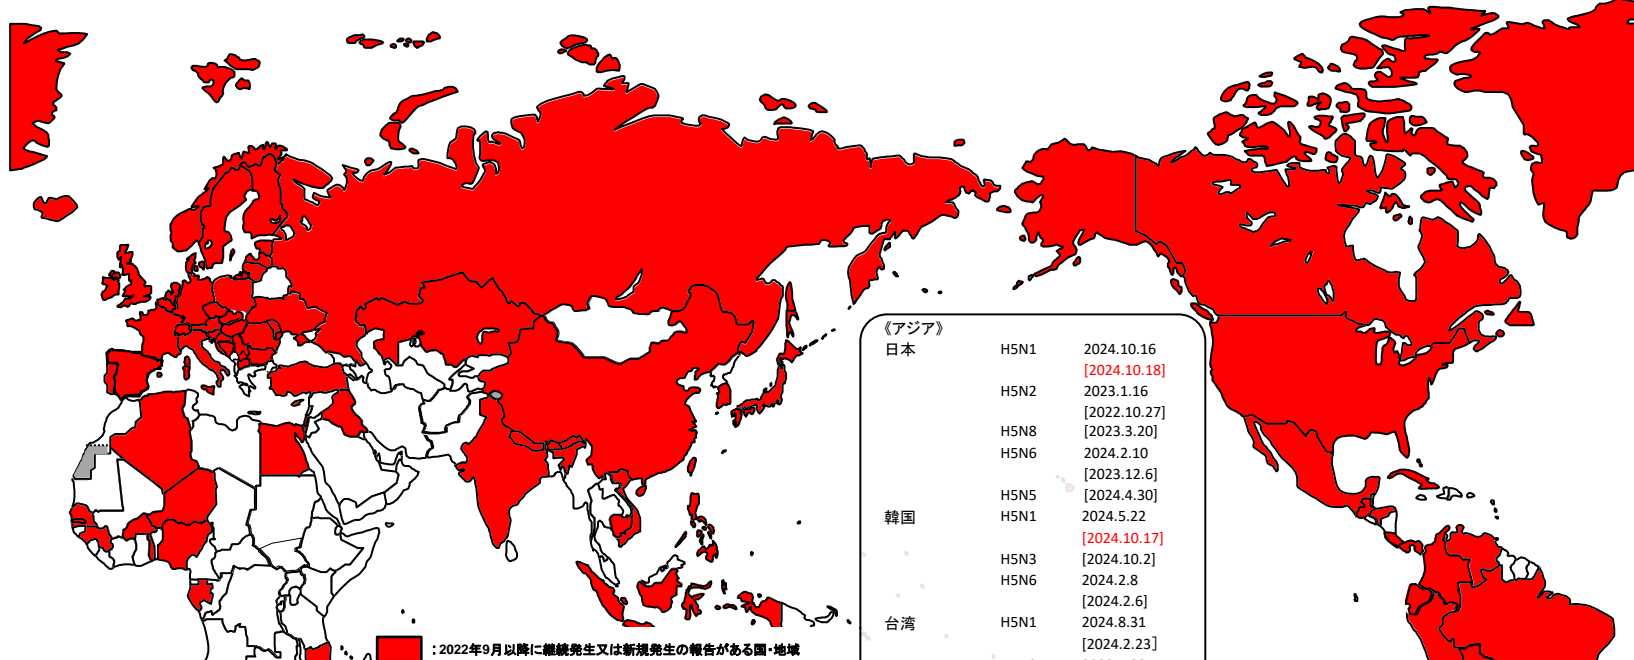 《アジア》
日本 H5N1 2024.10.16
[2024.10.18]
H5N2 2023.1.16
[2022.10.27]
H5N8 [2023.3.20]
H5N6 2024.2.10
[2023.12.6]
H5N5 [2024.4.30]
韓国 H5N1 2024.5.22
[2024.10.17]
H5N3 [2024.10.2]
H5N6 2024.2.8
[2024.2.6]
台湾 H5N1 2024.8.31
[2024.2.23]
：2022年9月以降に継続発生又は新規発生の報告がある国・地域